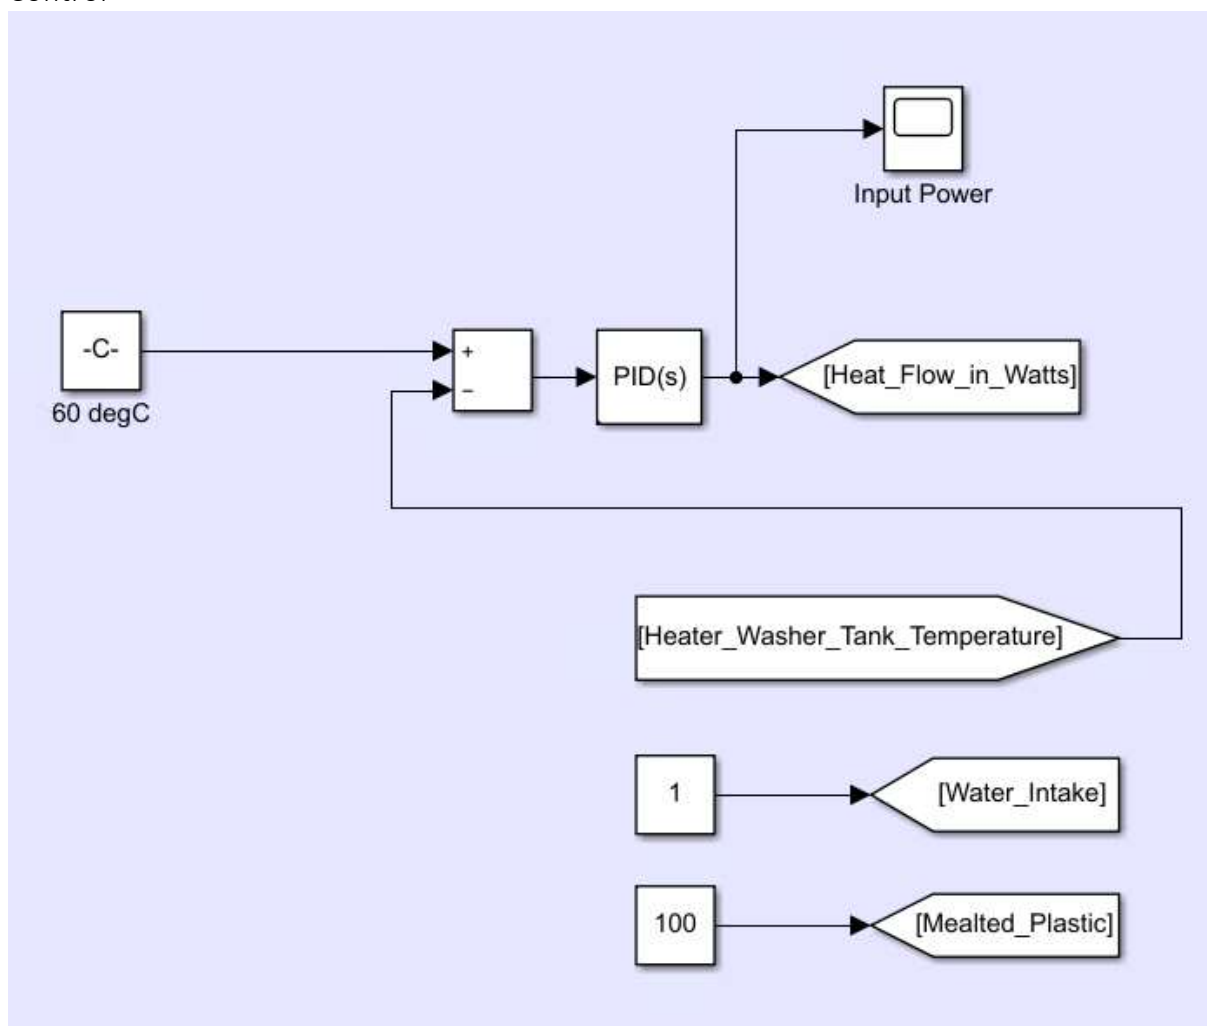 Input Power
-C-
60 degC
+
−
PID(s)
[Heat_Flow_in_Watts]
[Heater_Washer_Tank_Temperature]
1
[Water_Intake]
100
[Mealted_Plastic]